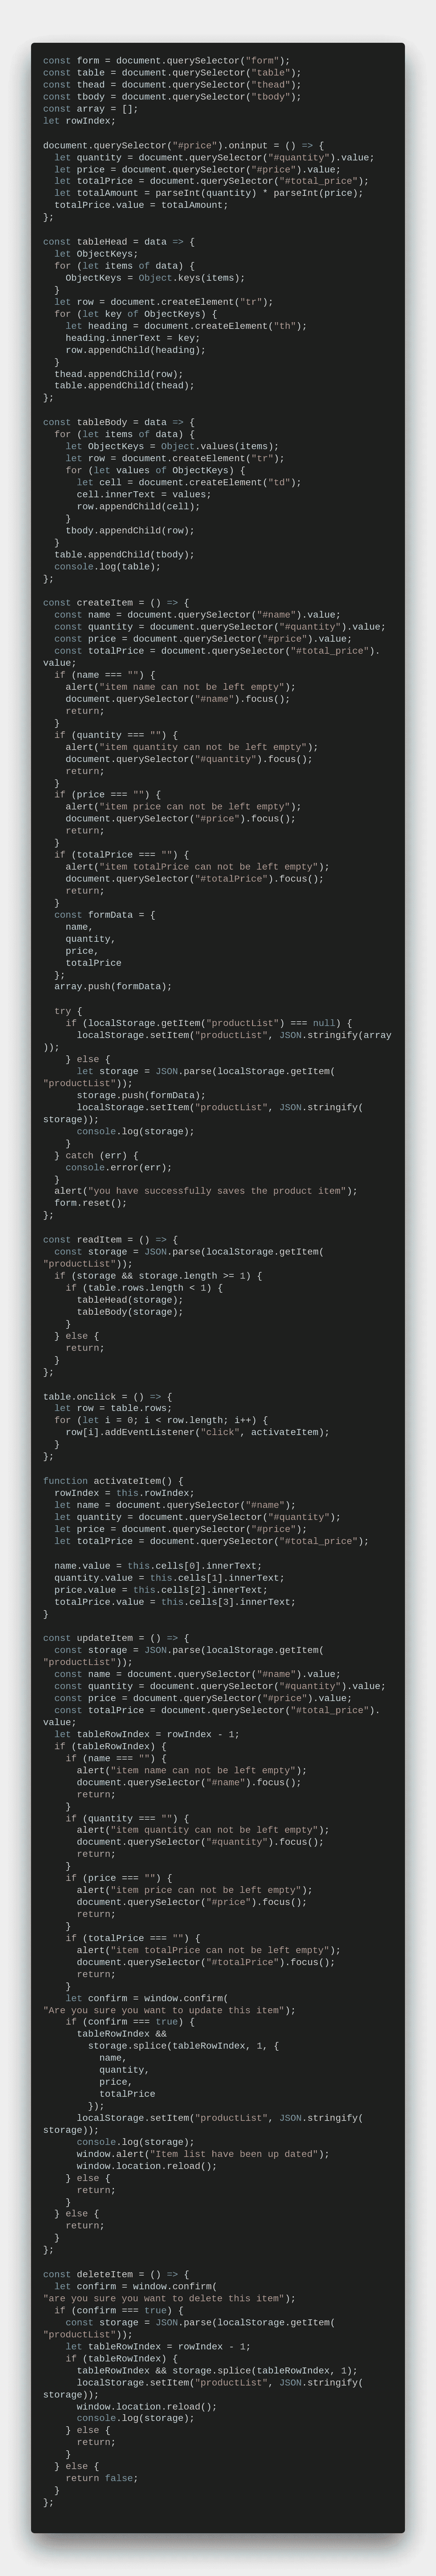 const form = document.querySelector("form");
const table = document.querySelector("table");
const thead = document.querySelector("thead");
const tbody = document.querySelector("tbody");
const array = [];
let rowIndex;

document.querySelector("#price").oninput = () => {
  let quantity = document.querySelector("#quantity").value;
  let price = document.querySelector("#price").value;
  let totalPrice = document.querySelector("#total_price");
  let totalAmount = parseInt(quantity) * parseInt(price);
  totalPrice.value = totalAmount;
};

const tableHead = data => {
  let ObjectKeys;
  for (let items of data) {
    ObjectKeys = Object.keys(items);
  }
  let row = document.createElement("tr");
  for (let key of ObjectKeys) {
    let heading = document.createElement("th");
    heading.innerText = key;
    row.appendChild(heading);
  }
  thead.appendChild(row);
  table.appendChild(thead);
};

const tableBody = data => {
  for (let items of data) {
    let ObjectKeys = Object.values(items);
    let row = document.createElement("tr");
    for (let values of ObjectKeys) {
      let cell = document.createElement("td");
      cell.innerText = values;
      row.appendChild(cell);
    }
    tbody.appendChild(row);
  }
  table.appendChild(tbody);
  console.log(table);
};

const createItem = () => {
  const name = document.querySelector("#name").value;
  const quantity = document.querySelector("#quantity").value;
  const price = document.querySelector("#price").value;
  const totalPrice = document.querySelector("#total_price").
value;
  if (name === "") {
    alert("item name can not be left empty");
    document.querySelector("#name").focus();
    return;
  }
  if (quantity === "") {
    alert("item quantity can not be left empty");
    document.querySelector("#quantity").focus();
    return;
  }
  if (price === "") {
    alert("item price can not be left empty");
    document.querySelector("#price").focus();
    return;
  }
  if (totalPrice === "") {
    alert("item totalPrice can not be left empty");
    document.querySelector("#totalPrice").focus();
    return;
  }
  const formData = {
    name,
    quantity,
    price,
    totalPrice
  };
  array.push(formData);

  try {
    if (localStorage.getItem("productList") === null) {
      localStorage.setItem("productList", JSON.stringify(array
));
    } else {
      let storage = JSON.parse(localStorage.getItem(
"productList"));
      storage.push(formData);
      localStorage.setItem("productList", JSON.stringify(
storage));
      console.log(storage);
    }
  } catch (err) {
    console.error(err);
  }
  alert("you have successfully saves the product item");
  form.reset();
};

const readItem = () => {
  const storage = JSON.parse(localStorage.getItem(
"productList"));
  if (storage && storage.length >= 1) {
    if (table.rows.length < 1) {
      tableHead(storage);
      tableBody(storage);
    }
  } else {
    return;
  }
};

table.onclick = () => {
  let row = table.rows;
  for (let i = 0; i < row.length; i++) {
    row[i].addEventListener("click", activateItem);
  }
};

function activateItem() {
  rowIndex = this.rowIndex;
  let name = document.querySelector("#name");
  let quantity = document.querySelector("#quantity");
  let price = document.querySelector("#price");
  let totalPrice = document.querySelector("#total_price");

  name.value = this.cells[0].innerText;
  quantity.value = this.cells[1].innerText;
  price.value = this.cells[2].innerText;
  totalPrice.value = this.cells[3].innerText;
}

const updateItem = () => {
  const storage = JSON.parse(localStorage.getItem(
"productList"));
  const name = document.querySelector("#name").value;
  const quantity = document.querySelector("#quantity").value;
  const price = document.querySelector("#price").value;
  const totalPrice = document.querySelector("#total_price").
value;
  let tableRowIndex = rowIndex - 1;
  if (tableRowIndex) {
    if (name === "") {
      alert("item name can not be left empty");
      document.querySelector("#name").focus();
      return;
    }
    if (quantity === "") {
      alert("item quantity can not be left empty");
      document.querySelector("#quantity").focus();
      return;
    }
    if (price === "") {
      alert("item price can not be left empty");
      document.querySelector("#price").focus();
      return;
    }
    if (totalPrice === "") {
      alert("item totalPrice can not be left empty");
      document.querySelector("#totalPrice").focus();
      return;
    }
    let confirm = window.confirm(
"Are you sure you want to update this item");
    if (confirm === true) {
      tableRowIndex &&
        storage.splice(tableRowIndex, 1, {
          name,
          quantity,
          price,
          totalPrice
        });
      localStorage.setItem("productList", JSON.stringify(
storage));
      console.log(storage);
      window.alert("Item list have been up dated");
      window.location.reload();
    } else {
      return;
    }
  } else {
    return;
  }
};

const deleteItem = () => {
  let confirm = window.confirm(
"are you sure you want to delete this item");
  if (confirm === true) {
    const storage = JSON.parse(localStorage.getItem(
"productList"));
    let tableRowIndex = rowIndex - 1;
    if (tableRowIndex) {
      tableRowIndex && storage.splice(tableRowIndex, 1);
      localStorage.setItem("productList", JSON.stringify(
storage));
      window.location.reload();
      console.log(storage);
    } else {
      return;
    }
  } else {
    return false;
  }
};